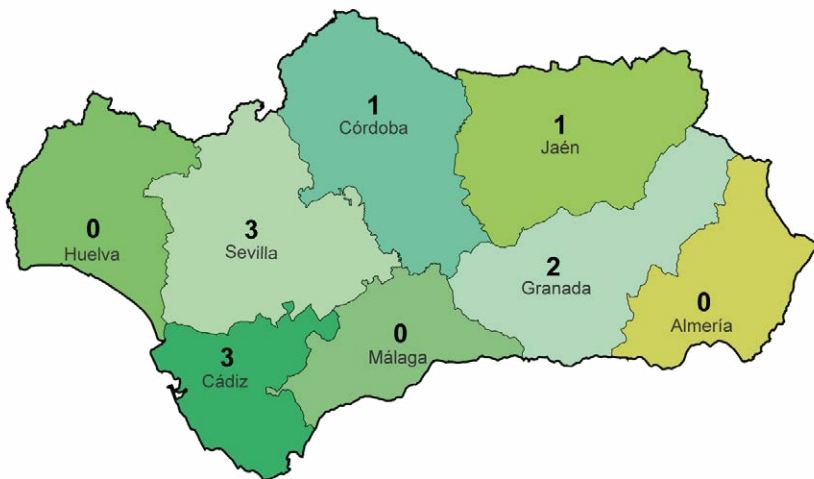 1
Córdoba
1
Jaén
0
Huelva
3
Sevilla
2
Granada
0
Almería
0
Málaga
3
Cádiz